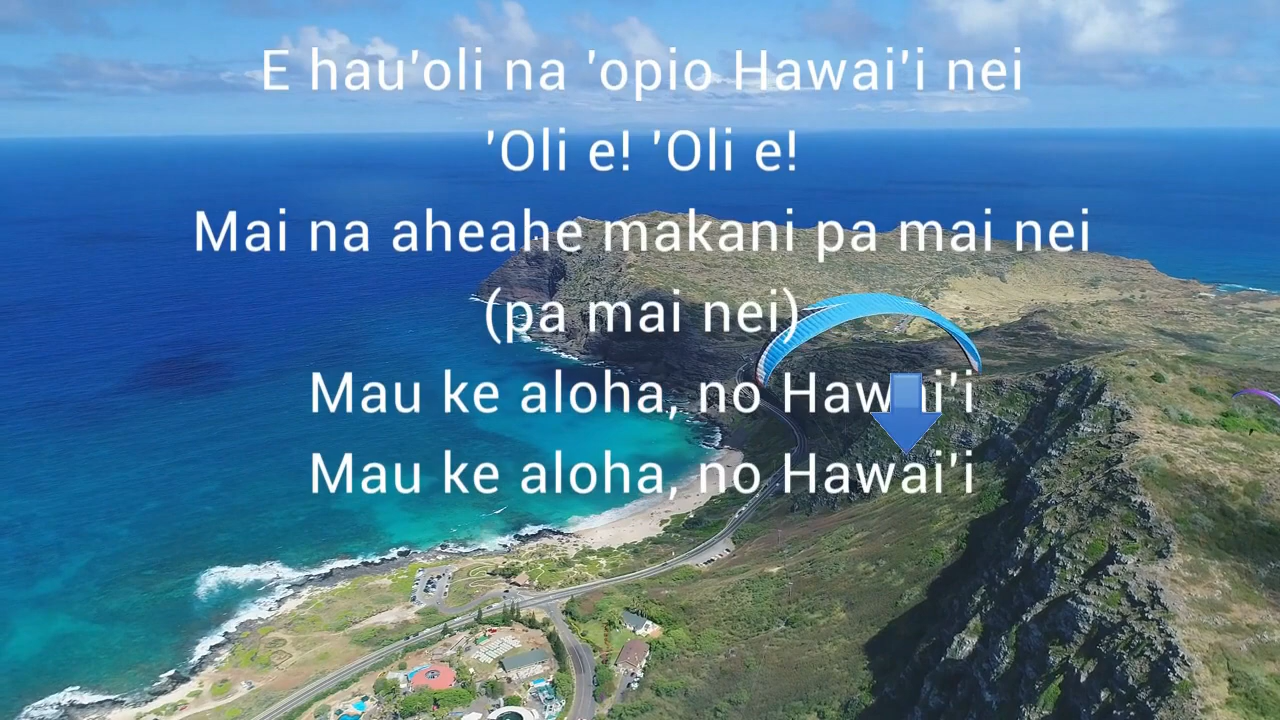 E hau'oli na 'opio Hawai'i nei
'Oli e! 'Oli e!
Mai na aheahe makani pa mai nei
(pa mai nei)
Mau ke aloha, no Hawai'i
Mau ke aloha, no Hawai'i